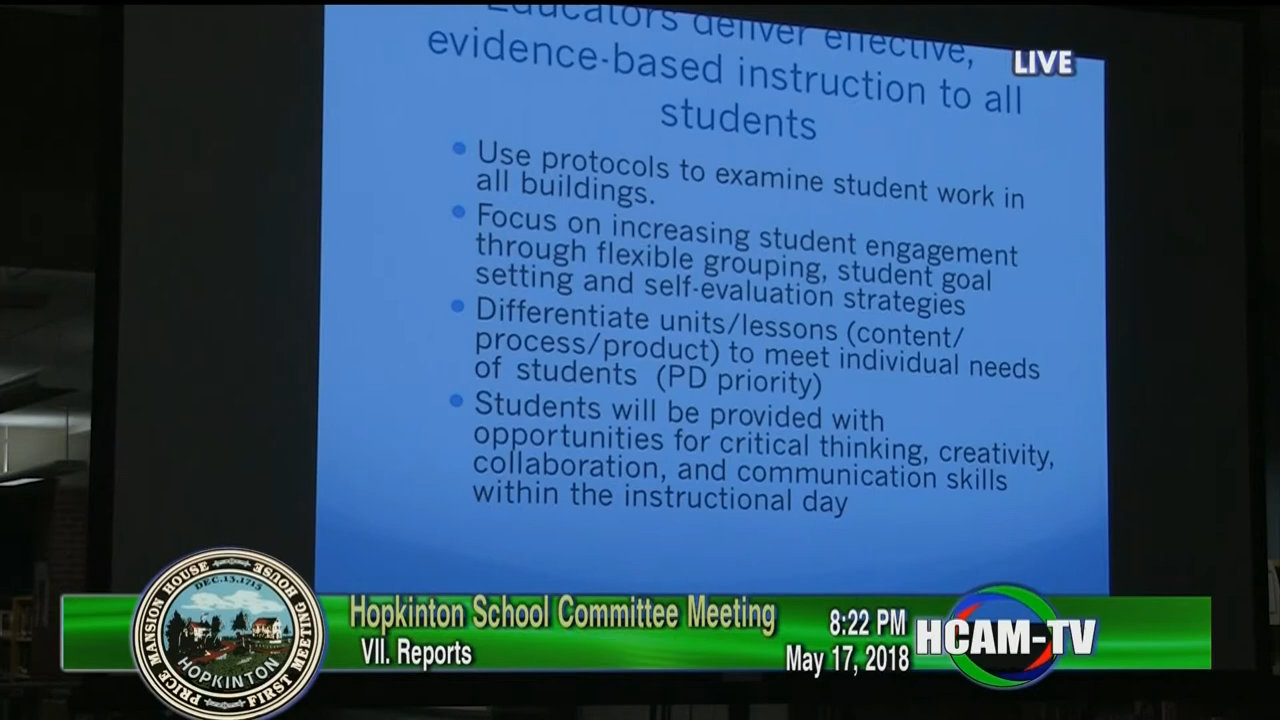 Educators deliver effective,
evidence-based instruction to all
students
LIVE
• Use protocols to examine student work in
all buildings.
• Focus on increasing student engagement
through flexible grouping, student goal
setting and self-evaluation strategies
• Differentiate units/lessons (content/
process/product) to meet individual needs
of students (PD priority)
• Students will be provided with
opportunities for critical thinking, creativity,
collaboration, and communication skills
within the instructional day
PRICE MANSION HOUSE
FIRST MEETING HOUSE
DEC.13.1715
HOPKINTON
Hopkinton School Committee Meeting
VII. Reports
8:22 PM
May 17, 2018
HCAM-TV